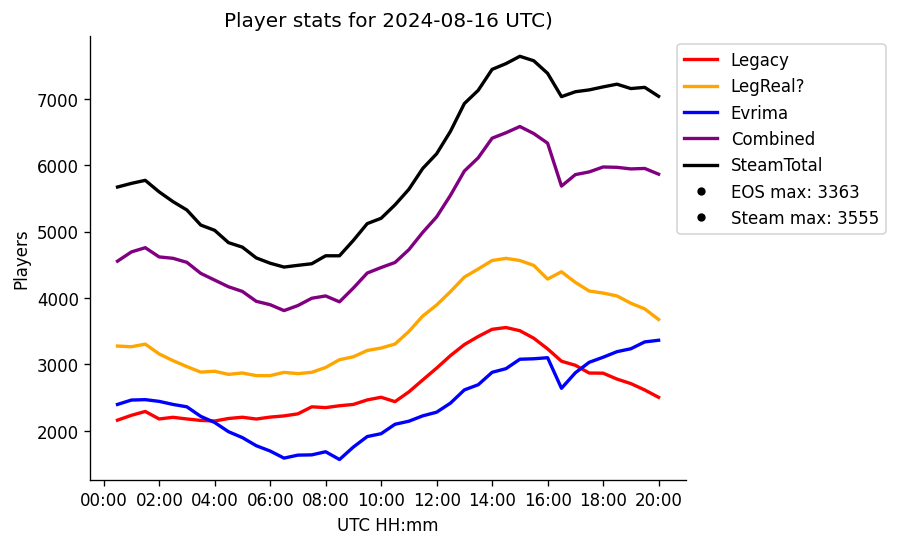 Player stats for 2024-08-16 UTC)
Legacy
LegReal?
Evrima
Combined
SteamTotal
EOS max: 3363
Steam max: 3555
Players
7000
6000
5000
4000
3000
2000
00:00 02:00 04:00 06:00 08:00 10:00 12:00 14:00 16:00 18:00 20:00
UTC HH:mm